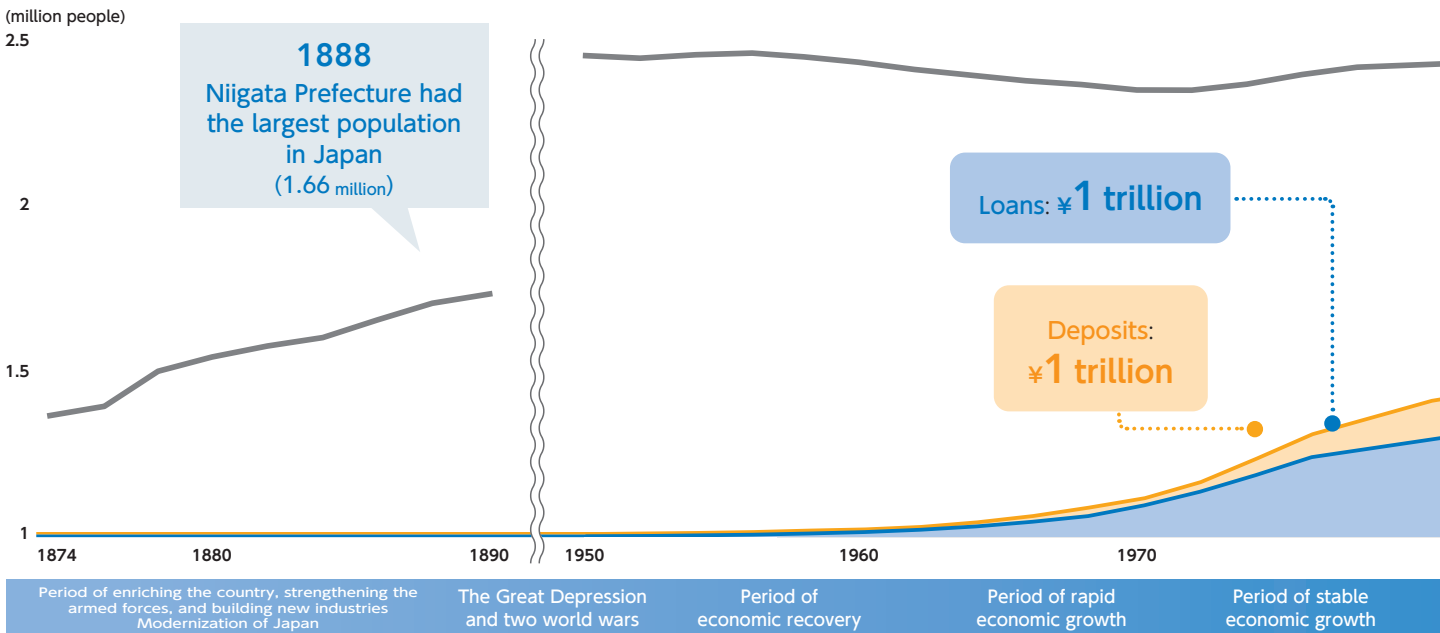 (million people)
2.5
2
1.5
1
1888
Niigata Prefecture had
the largest population
in Japan
(1.66 million)
Loans: ¥1 trillion
Deposits:
¥1 trillion
1874 1880 1890 1950 1960 1970
Period of enriching the country, strengthening the
armed forces, and building new industries
Modernization of Japan
The Great Depression
and two world wars
Period of
economic recovery
Period of rapid
economic growth
Period of stable
economic growth